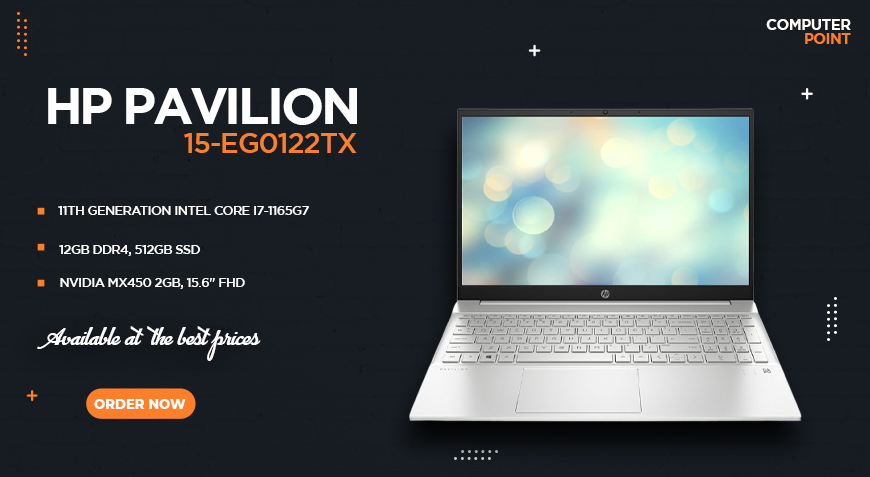 COMPUTER
POINT
HP PAVILION
15-EG0122TX
11TH GENERATION INTEL CORE I7-1165G7
12GB DDR4, 512GB SSD
NVIDIA MX450 2GB, 15.6" FHD
Available at the best prices
ORDER NOW
hp